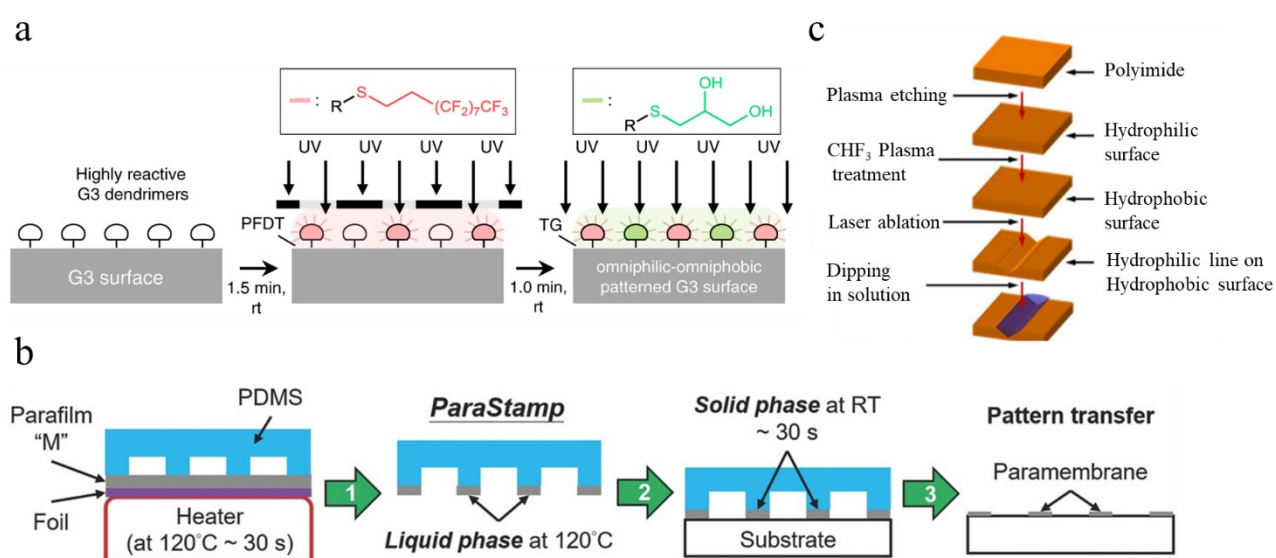 a
R
S
(CF₂)₇CF₃
OH
R
S
OH
UV UV UV UV
UV UV UV UV
Highly reactive
G3 dendrimers
PFDT
TG
G3 surface
1.5 min,
rt
1.0 min,
rt
omniphilic-omniphobic
patterned G3 surface
c
Polyimide
Plasma etching
Hydrophilic
surface
CHF₃ Plasma
treatment
Hydrophobic
surface
Laser ablation
Hydrophilic line on
Hydrophobic surface
Dipping
in solution
b
PDMS
Parafilm
"M"
Foil
Heater
(at 120°C ~ 30 s)
1
ParaStamp
Liquid phase at 120°C
2
Solid phase at RT
~ 30 s
Substrate
3
Pattern transfer
Paramembrane